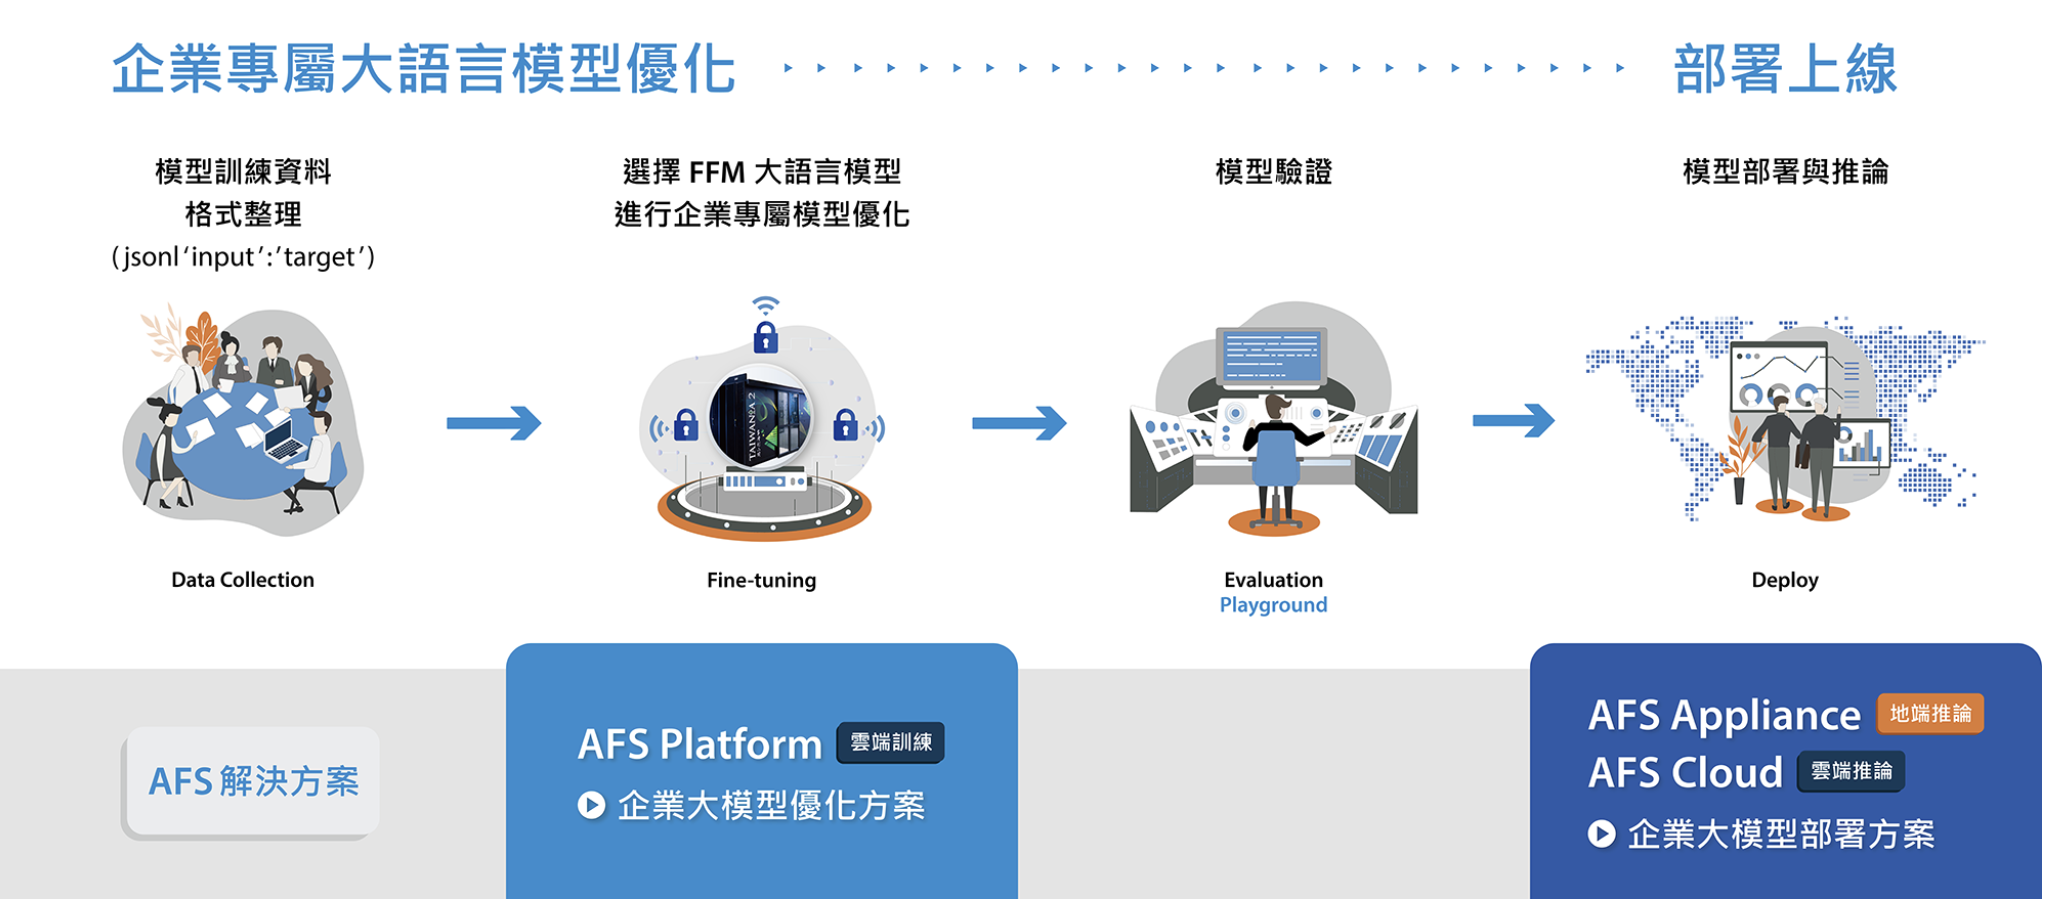 企業專屬大語言模型優化
部署上線
模型訓練資料
格式整理
(jsonl‘input’:’target’)
選擇 FFM 大語言模型
進行企業專屬模型優化
模型驗證
模型部署與推論
TAIWANIA 2
Data Collection
Fine-tuning
Evaluation
Playground
Deploy
AFS 解決方案
AFS Platform 雲端訓練
企業大模型優化方案
AFS Appliance 地端推論
AFS Cloud 雲端推論
企業大模型部署方案